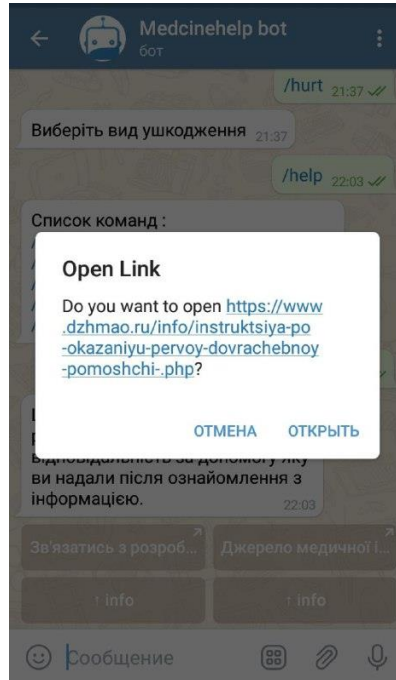 Medcinehelp bot
бот
/hurt 21:37
Виберіть вид ушкодження 21:37
/help 22:03
Список команд :
Open Link
Do you want to open https://www
.dzhmao.ru/info/instruktsiya-po
-okazaniyu-pervoy-dovrachebnoy
-pomoshchi-.php?
ОТМЕНА ОТКРЫТЬ
відповідальність за допомогу яку
ви надали після ознайомлення з
інформацією. 22:03
Зв'язатись з розроб... Джерело медичної і...
↑ info ↑ info
Сообщение